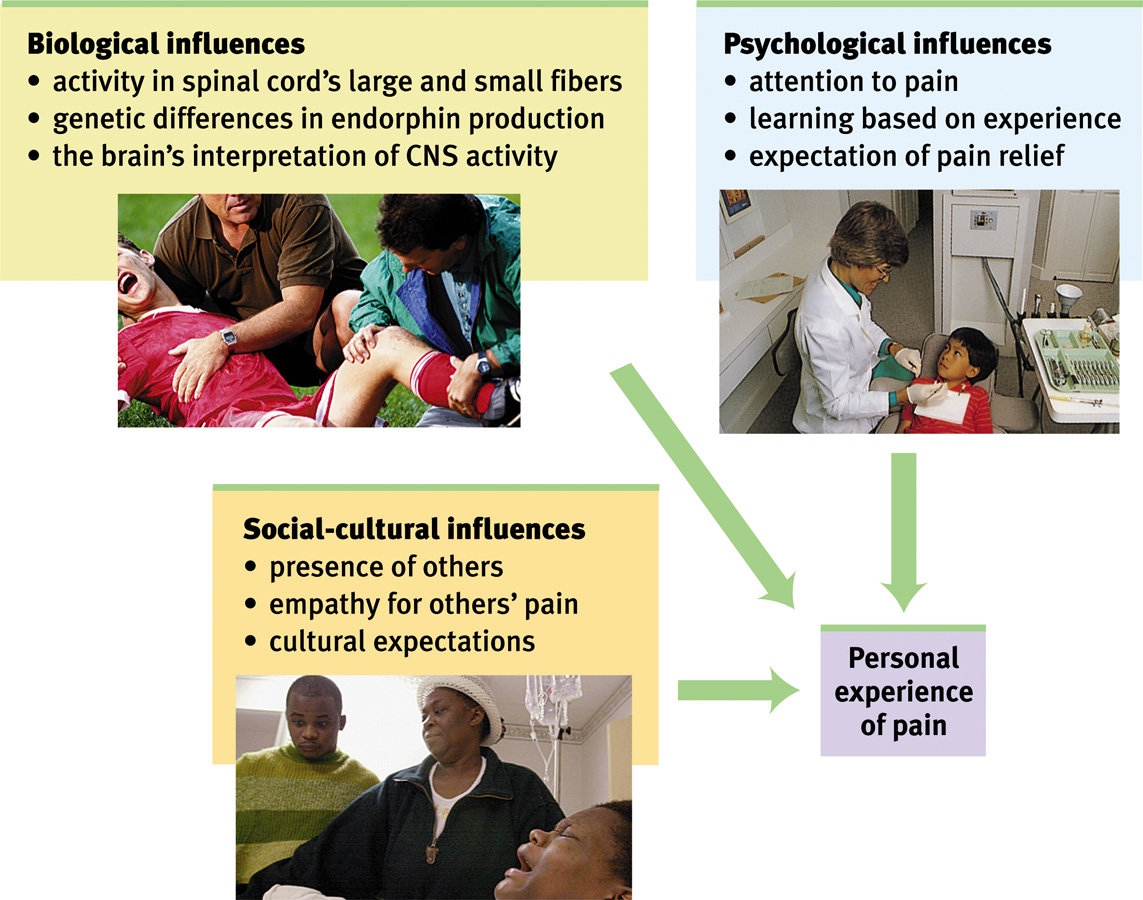 Biological influences
• activity in spinal cord’s large and small fibers
• genetic differences in endorphin production
• the brain’s interpretation of CNS activity
Psychological influences
• attention to pain
• learning based on experience
• expectation of pain relief
Social-cultural influences
• presence of others
• empathy for others’ pain
• cultural expectations
Personal
experience
of pain